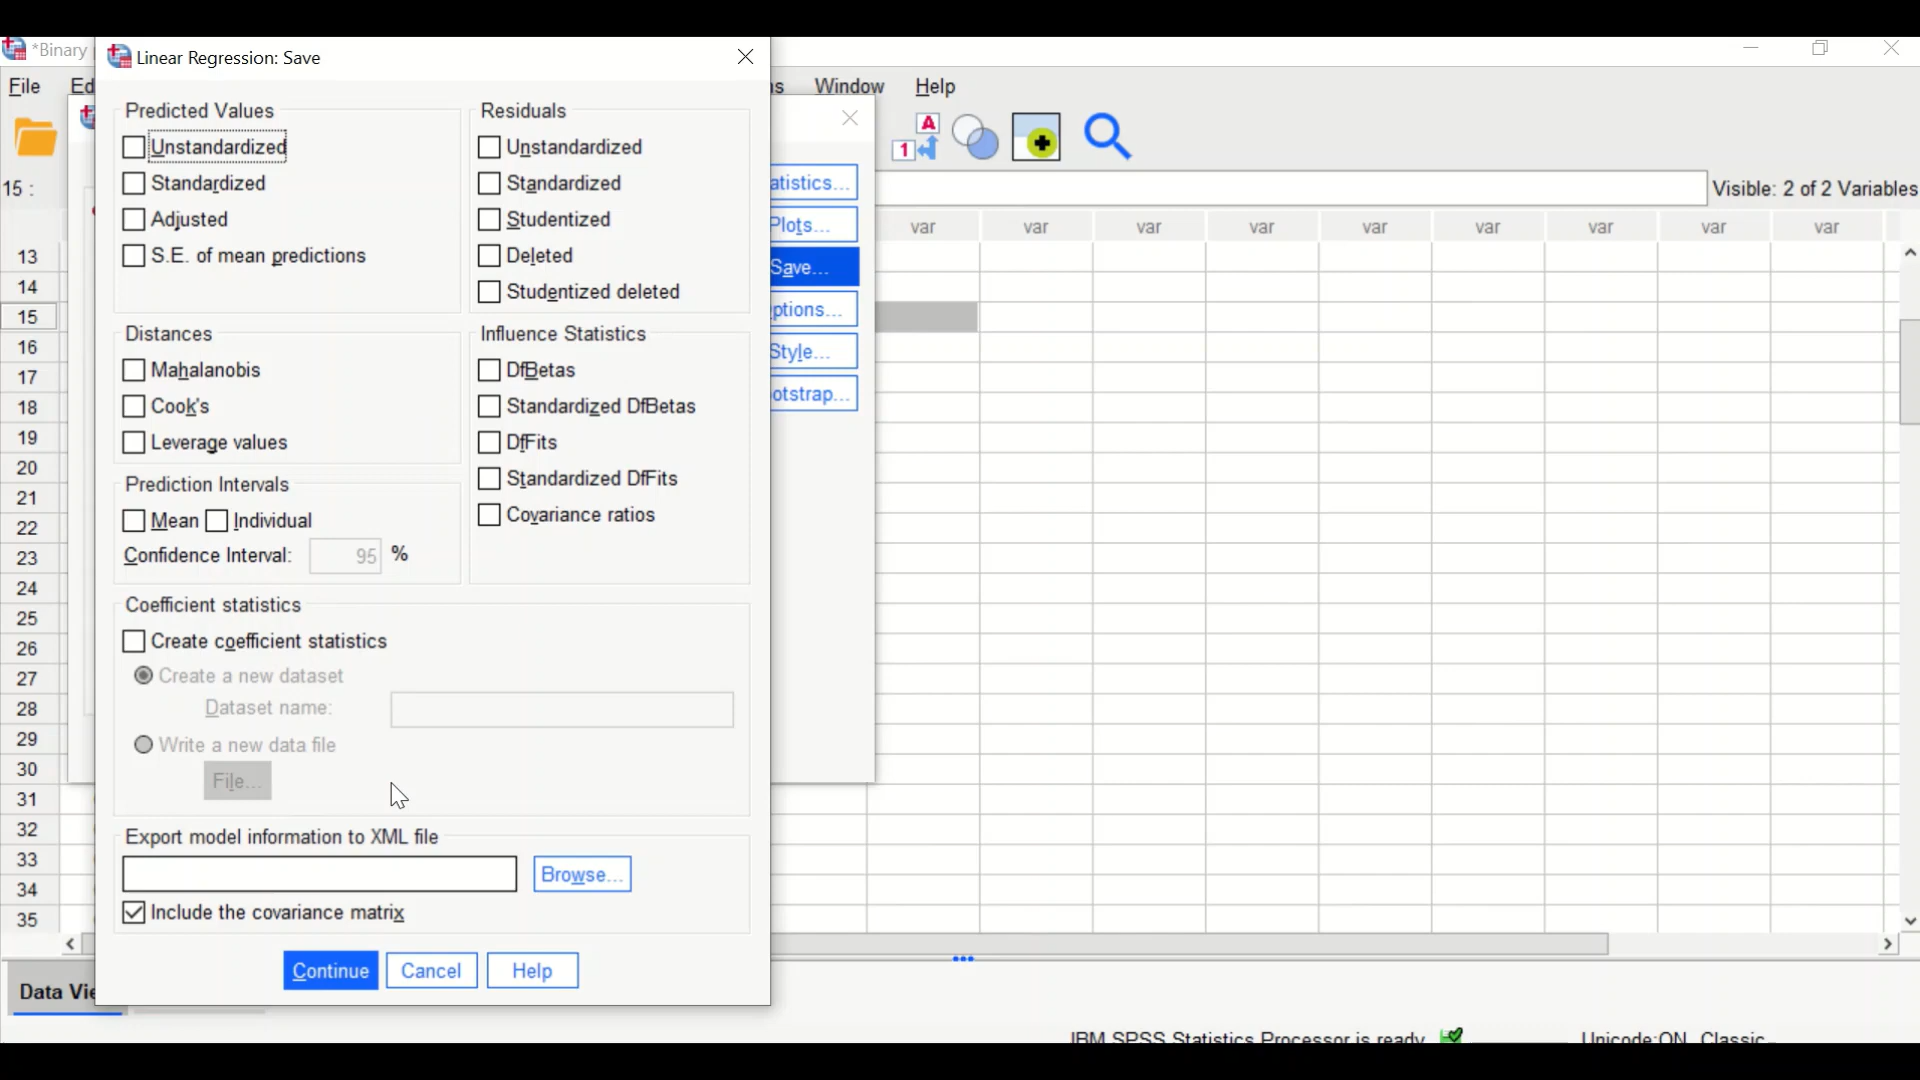 *Binary
Linear Regression: Save
File Ed
ns Window Help
Predicted Values
Unstandardized
Standardized
Adjusted
S.E. of mean predictions
Residuals
Unstandardized
Standardized
Studentized
Deleted
Studentized deleted
Distances
Mahalanobis
Cook's
Leverage values
Influence Statistics
DfBetas
Standardized DfBetas
DfFits
Standardized DfFits
Covariance ratios
Prediction Intervals
Mean Individual
Confidence Interval: 95 %
Coefficient statistics
Create coefficient statistics
Create a new dataset
Dataset name:
Write a new data file
File...
Export model information to XML file
Browse...
Include the covariance matrix
Continue Cancel Help
atistics...
Plots...
Save...
ptions...
Style...
otstrap...
A
1
15 :
Visible: 2 of 2 Variables
var var var var var var var var var
13
14
15
16
17
18
19
20
21
22
23
24
25
26
27
28
29
30
31
32
33
34
35
Data Vie
IBM SPSS Statistics Processor is ready Unicode:ON Classic